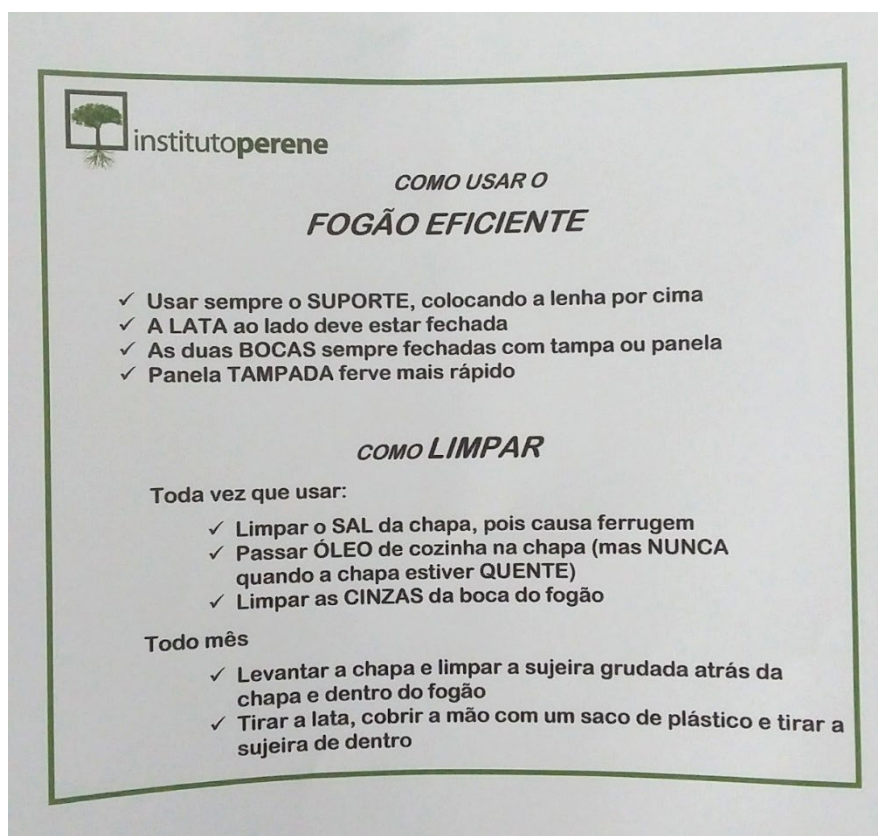 institutoperene
COMO USAR O
FOGÃO EFICIENTE
✓ Usar sempre o SUPORTE, colocando a lenha por cima
✓ A LATA ao lado deve estar fechada
✓ As duas BOCAS sempre fechadas com tampa ou panela
✓ Panela TAMPADA ferve mais rápido
COMO LIMPAR
Toda vez que usar:
✓ Limpar o SAL da chapa, pois causa ferrugem
✓ Passar ÓLEO de cozinha na chapa (mas NUNCA
quando a chapa estiver QUENTE)
✓ Limpar as CINZAS da boca do fogão
Todo mês
✓ Levantar a chapa e limpar a sujeira grudada atrás da
chapa e dentro do fogão
✓ Tirar a lata, cobrir a mão com um saco de plástico e tirar a
sujeira de dentro